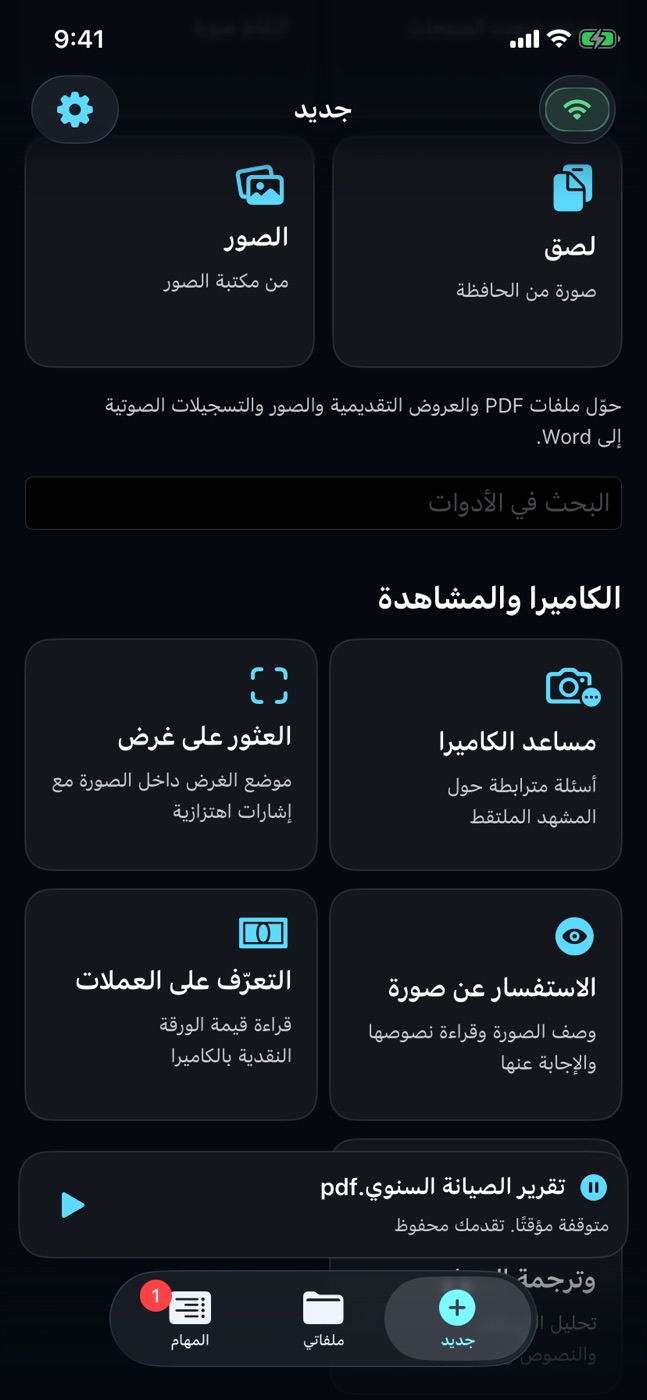 9:41
جديد
لصق
صورة من الحافظة
الصور
من مكتبة الصور
حوّل ملفات PDF والعروض التقديمية والصور والتسجيلات الصوتية
إلى Word.
البحث في الأدوات
الكاميرا والمشاهدة
مساعد الكاميرا
أسئلة مترابطة حول
المشهد الملتقط
العثور على غرض
موضع الغرض داخل الصورة مع
إشارات اهتزازية
الاستفسار عن صورة
وصف الصورة وقراءة نصوصها
والإجابة عنها
التعرّف على العملات
قراءة قيمة الورقة
النقدية بالكاميرا
تقرير الصيانة السنوي.pdf
متوقفة مؤقتًا. تقدمك محفوظ
وترجمة
تحليل
والنصوص
جديد
ملفاتي
المهام
1